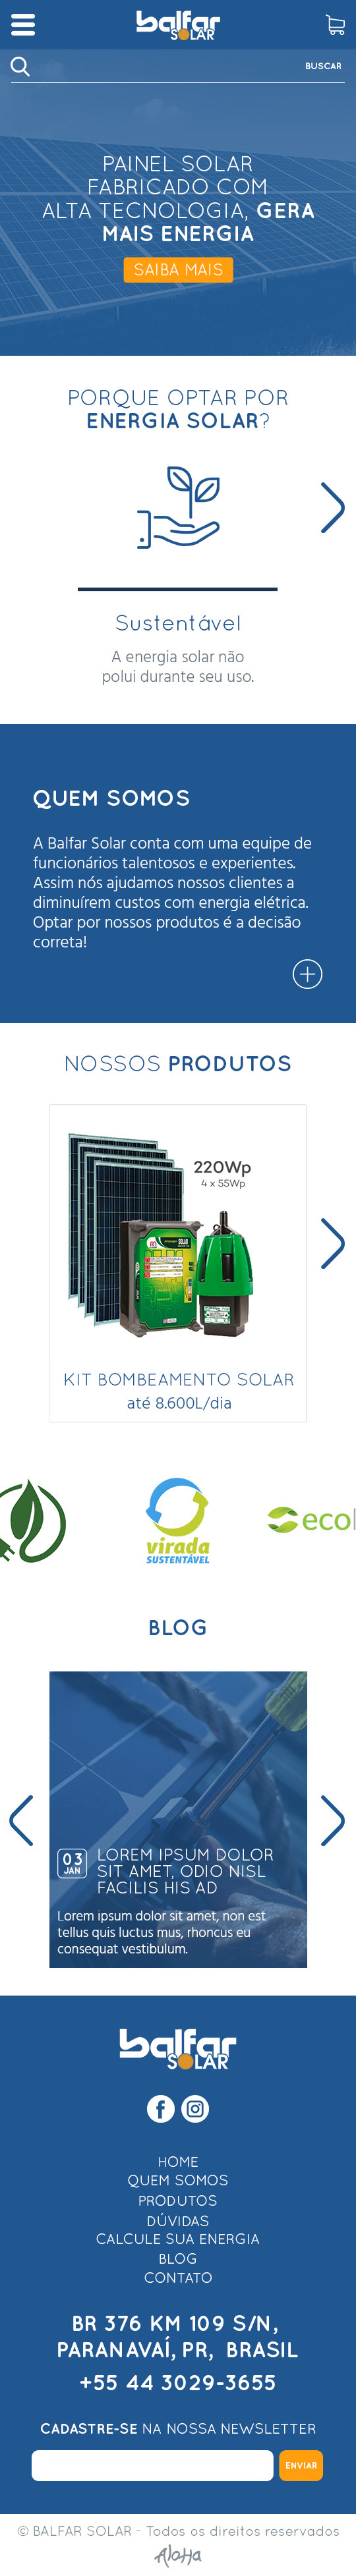 balfar
SOLAR
BUSCAR
PAINEL SOLAR
FABRICADO COM
ALTA TECNOLOGIA, GERA
MAIS ENERGIA
SAIBA MAIS
PORQUE OPTAR POR
ENERGIA SOLAR?
Sustentável
A energia solar não
polui durante seu uso.
QUEM SOMOS
A Balfar Solar conta com uma equipe de
funcionários talentosos e experientes.
Assim nós ajudamos nossos clientes a
diminuírem custos com energia elétrica.
Optar por nossos produtos é a decisão
correta!
NOSSOS PRODUTOS
220Wp
4 x 55Wp
SOLAR
KIT BOMBEAMENTO SOLAR
até 8.600L/dia
virada
SUSTENTÁVEL
eco
BLOG
03
JAN
LOREM IPSUM DOLOR
SIT AMET, ODIO NISL
FACILIS HIS AD
Lorem ipsum dolor sit amet, non est
tellus quis luctus mus, rhoncus eu
consequat vestibulum.
balfar
SOLAR
HOME
QUEM SOMOS
PRODUTOS
DÚVIDAS
CALCULE SUA ENERGIA
BLOG
CONTATO
BR 376 KM 109 S/N,
PARANAVAÍ, PR, BRASIL
+55 44 3029-3655
CADASTRE-SE NA NOSSA NEWSLETTER
ENVIAR
© BALFAR SOLAR - Todos os direitos reservados
Aloha